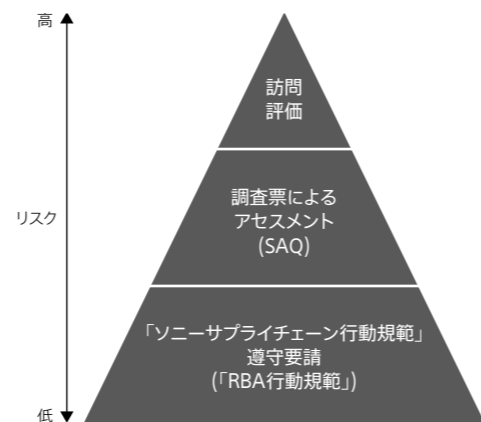 高
訪問
評価
調査票による
アセスメント
(SAQ)
リスク
「ソニーサプライチェーン行動規範」
遵守要請
(「RBA行動規範」)
低